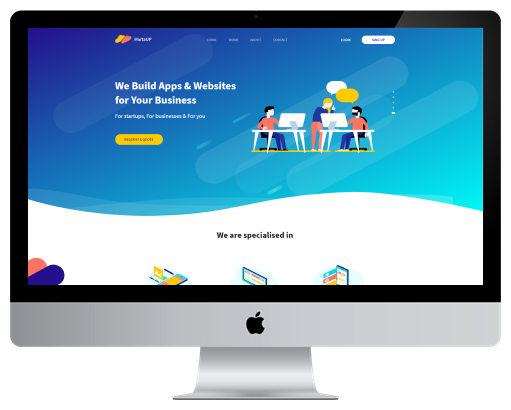 StartsUP
HOME WORK ABOUT CONTACT
LOGIN
SIGN UP
We Build Apps & Websites
for Your Business
For startups, For businesses & For you
REQUEST A QUOTE
We are specialised in